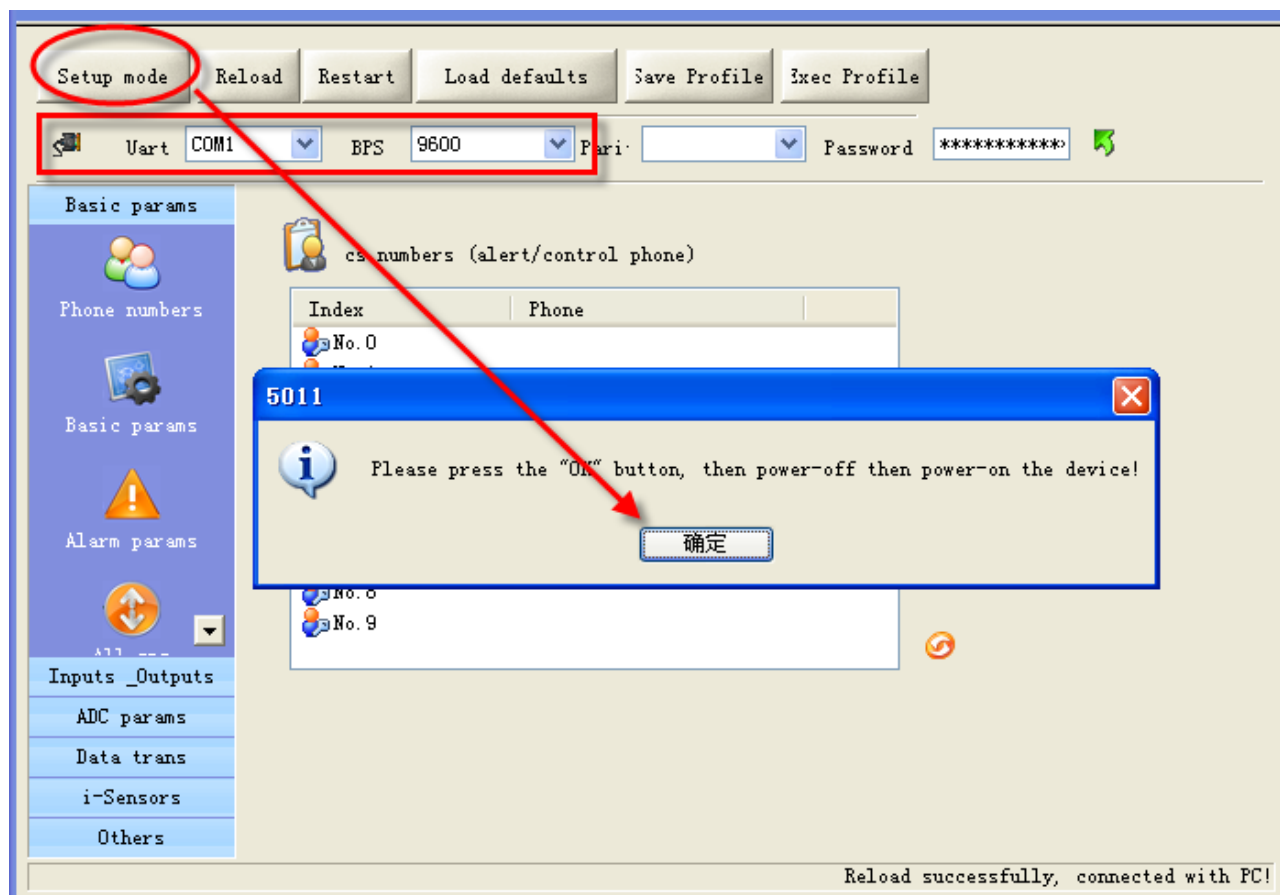 Setup mode Reload Restart Load defaults Save Profile Exec Profile
Uart COM1 BPS 9600 Pari Password ***********
Basic params
Phone numbers
Basic params
Alarm params
Inputs _Outputs
ADC params
Data trans
i-Sensors
Others
cs numbers (alert/control phone)
Index Phone
No. 0
5011
Please press the "OK" button, then power-off then power-on the device!
确定
No. 8
No. 9
Reload successfully, connected with PC!